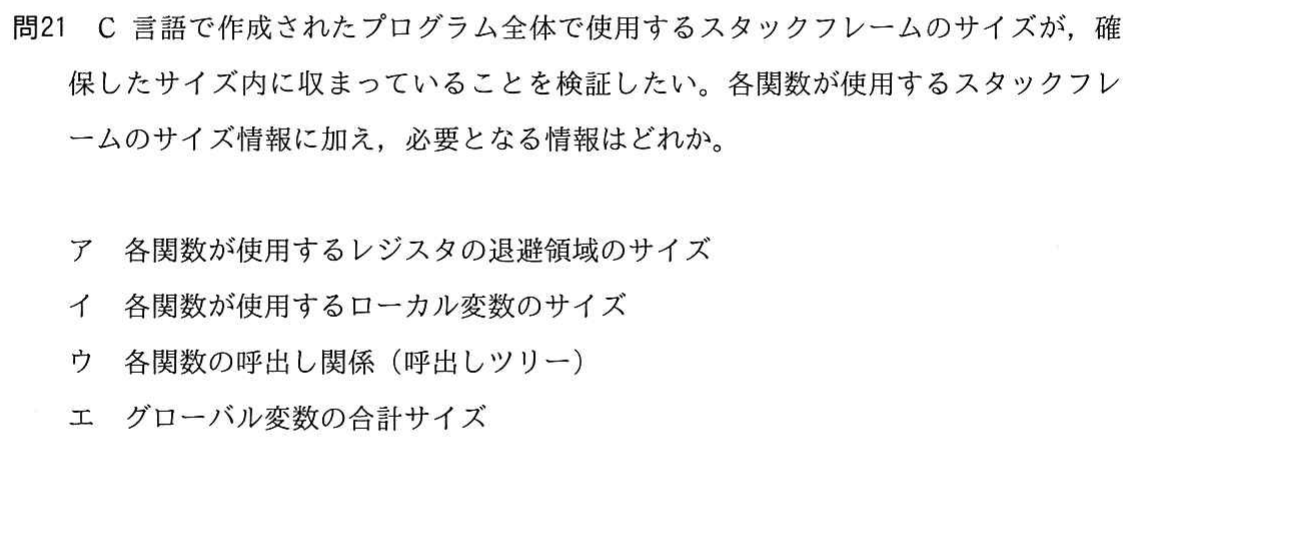 問21 C 言語で作成されたプログラム全体で使用するスタックフレームのサイズが，確
保したサイズ内に収まっていることを検証したい。各関数が使用するスタックフレ
ームのサイズ情報に加え，必要となる情報はどれか。
ア 各関数が使用するレジスタの退避領域のサイズ
イ 各関数が使用するローカル変数のサイズ
ウ 各関数の呼出し関係（呼出しツリー）
エ グローバル変数の合計サイズ